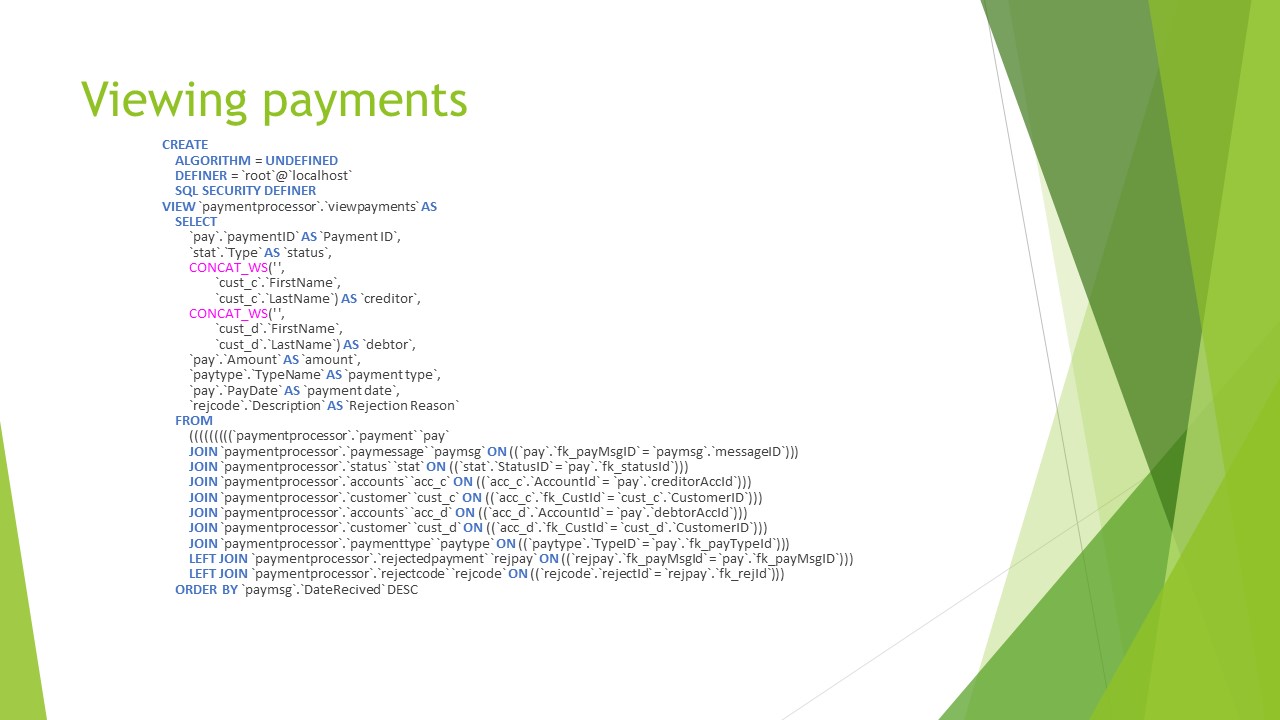 Viewing payments
CREATE
ALGORITHM = UNDEFINED
DEFINER = `root`@`localhost`
SQL SECURITY DEFINER
VIEW `paymentprocessor`.`viewpayments` AS
SELECT
`pay`.`paymentID` AS `Payment ID`,
`stat`.`Type` AS `status`,
CONCAT_WS(' ',
`cust_c`.`FirstName`,
`cust_c`.`LastName`) AS `creditor`,
CONCAT_WS(' ',
`cust_d`.`FirstName`,
`cust_d`.`LastName`) AS `debtor`,
`pay`.`Amount` AS `amount`,
`paytype`.`TypeName` AS `payment type`,
`pay`.`PayDate` AS `payment date`,
`rejcode`.`Description` AS `Rejection Reason`
FROM
(((((((((`paymentprocessor`.`payment` `pay`
JOIN `paymentprocessor`.`paymessage` `paymsg` ON ((`pay`.`fk_payMsgID` = `paymsg`.`messageID`)))
JOIN `paymentprocessor`.`status` `stat` ON ((`stat`.`StatusID` = `pay`.`fk_statusId`)))
JOIN `paymentprocessor`.`accounts` `acc_c` ON ((`acc_c`.`AccountId` = `pay`.`creditorAccId`)))
JOIN `paymentprocessor`.`customer` `cust_c` ON ((`acc_c`.`fk_CustId` = `cust_c`.`CustomerID`)))
JOIN `paymentprocessor`.`accounts` `acc_d` ON ((`acc_d`.`AccountId` = `pay`.`debtorAccId`)))
JOIN `paymentprocessor`.`customer` `cust_d` ON ((`acc_d`.`fk_CustId` = `cust_d`.`CustomerID`)))
JOIN `paymentprocessor`.`paymenttype` `paytype` ON ((`paytype`.`TypeID` = `pay`.`fk_payTypeId`)))
LEFT JOIN `paymentprocessor`.`rejectedpayment` `rejpay` ON ((`rejpay`.`fk_payMsgId` = `pay`.`fk_payMsgID`)))
LEFT JOIN `paymentprocessor`.`rejectcode` `rejcode` ON ((`rejcode`.`rejectId` = `rejpay`.`fk_rejId`)))
ORDER BY `paymsg`.`DateRecived` DESC